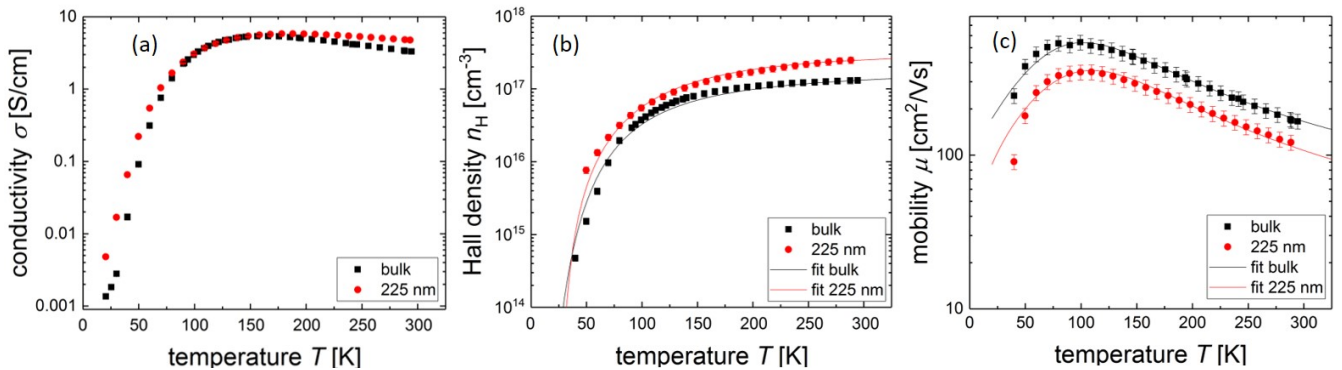 (a)
conductivity σ [S/cm]
10
1
0.1
0.01
0.001
0 50 100 150 200 250 300
temperature T [K]
bulk
225 nm
(b)
Hall density nH [cm-3]
10^18
10^17
10^16
10^15
10^14
0 50 100 150 200 250 300
temperature T [K]
bulk
225 nm
fit bulk
fit 225 nm
(c)
mobility μ [cm2/Vs]
100
10
0 50 100 150 200 250 300
temperature T [K]
bulk
225 nm
fit bulk
fit 225 nm